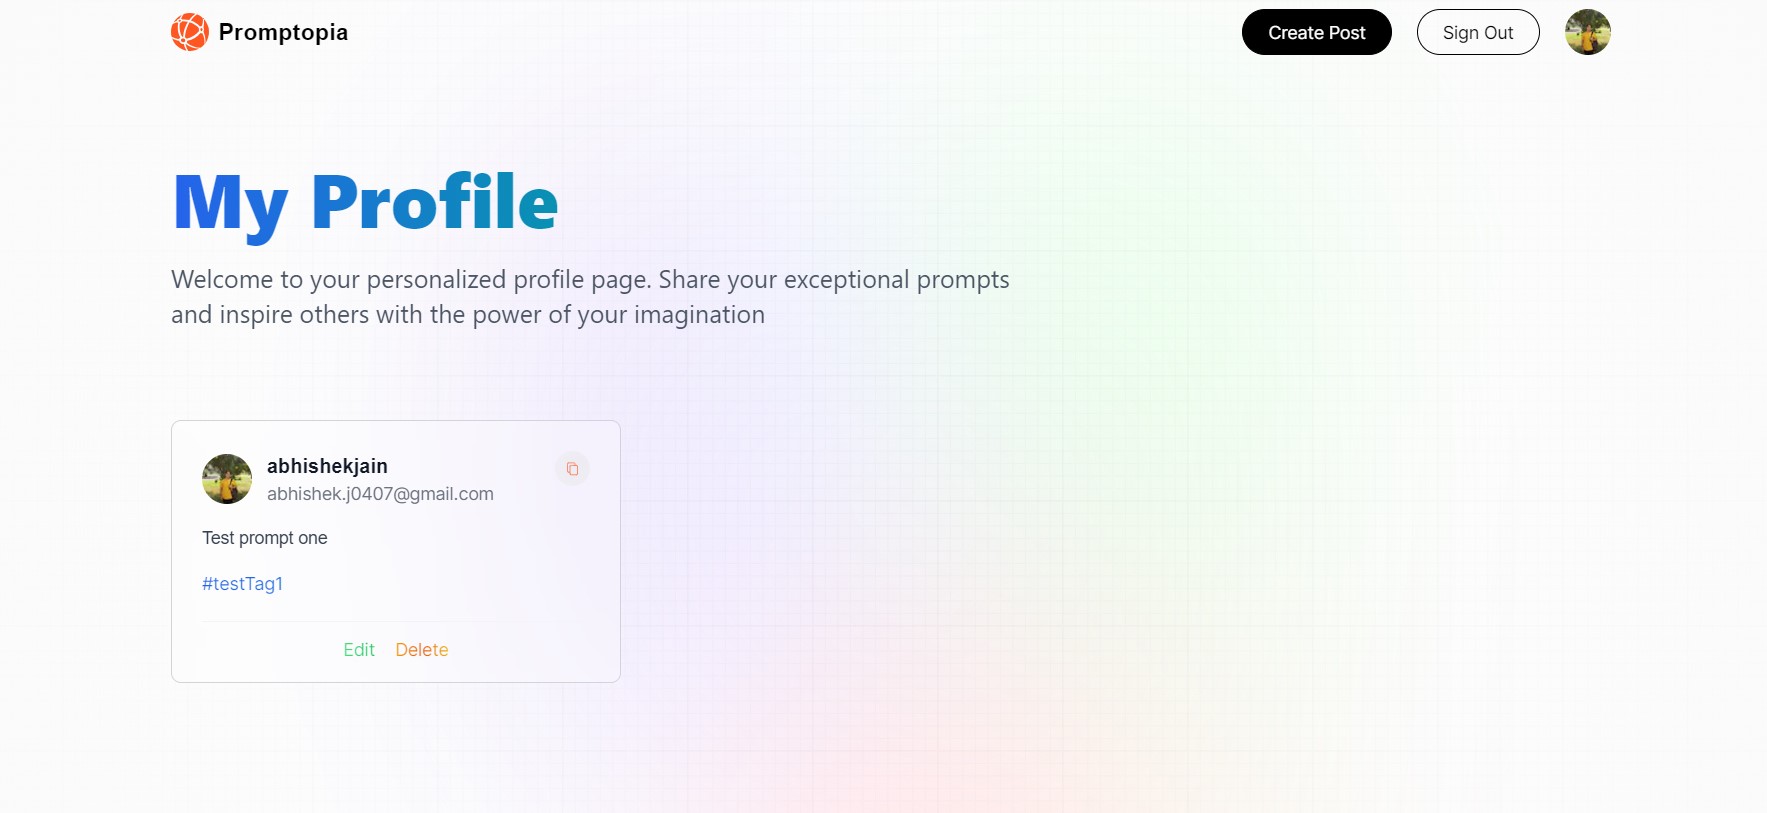 Promptopia
Create Post
Sign Out
My Profile
Welcome to your personalized profile page. Share your exceptional prompts
and inspire others with the power of your imagination
abhishekjain
abhishek.j0407@gmail.com
Test prompt one
#testTag1
Edit
Delete